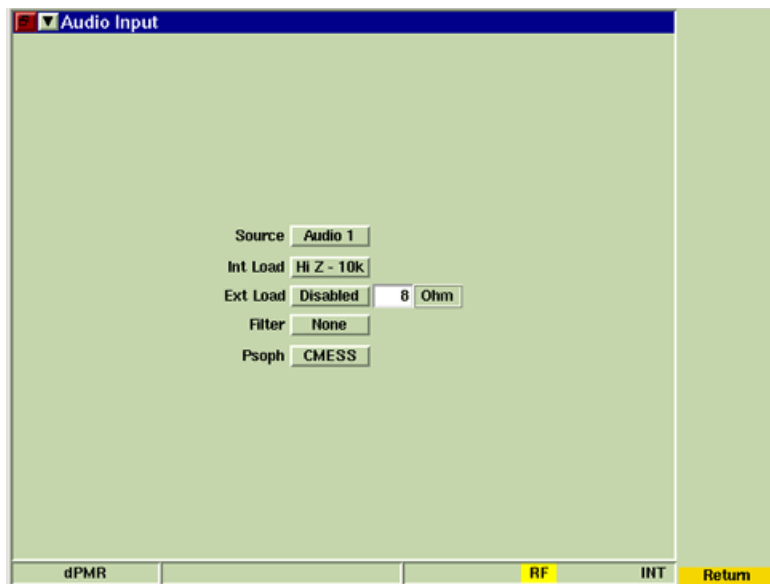 Audio Input
Source Audio 1
Int Load Hi Z - 10k
Ext Load Disabled 8 Ohm
Filter None
Psoph CMESS
dPMR RF INT Return